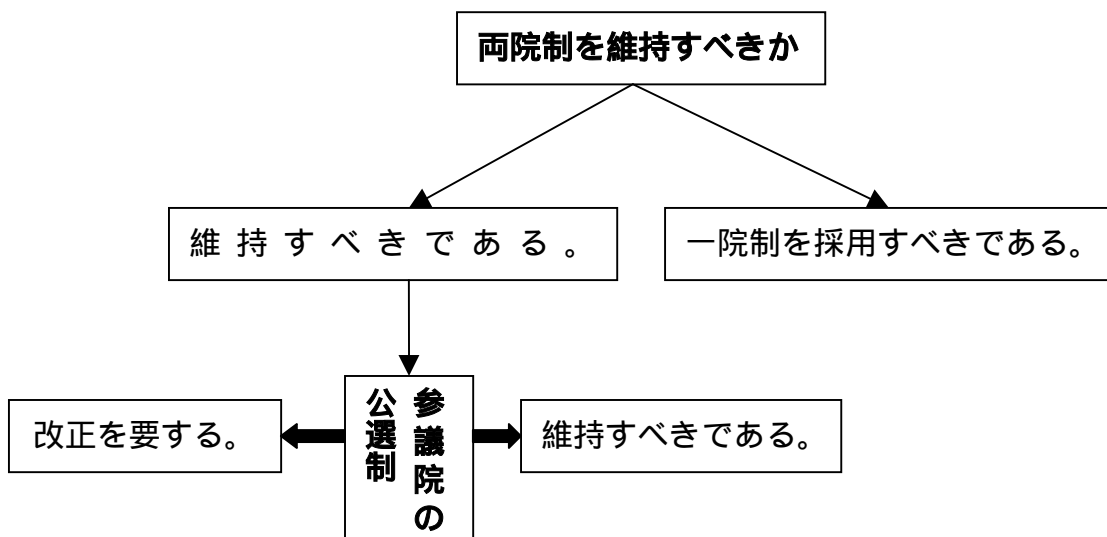 両院制を維持すべきか
維持すべきである。
一院制を採用すべきである。
改正を要する。
参議院の
公選制
維持すべきである。